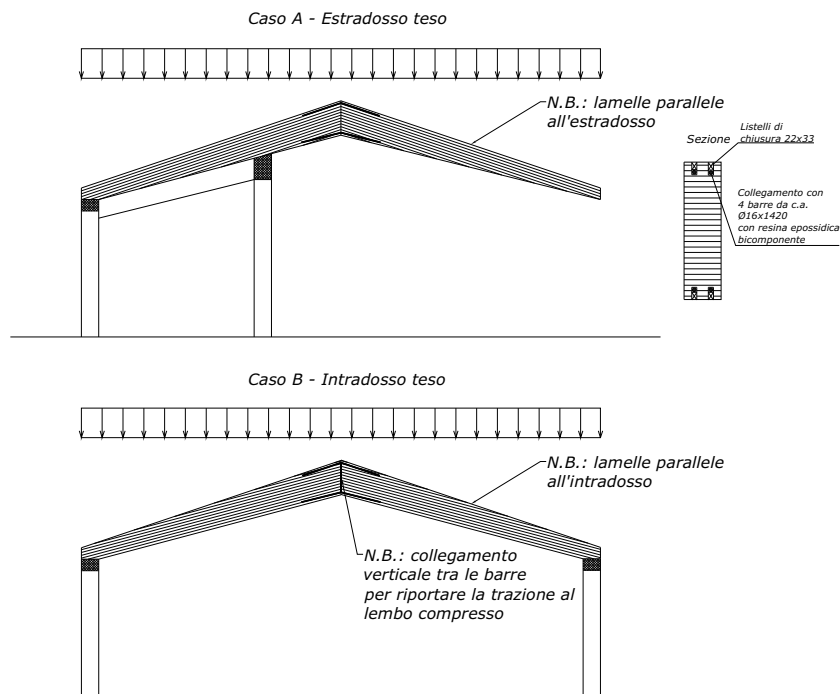 Caso A - Estradosso teso
N.B.: lamelle parallele
all'estradosso
Sezione
Listelli di
chiusura 22x33
Collegamento con
4 barre da c.a.
Ø16x1420
con resina epossidica
bicomponente
Caso B - Intradosso teso
N.B.: lamelle parallele
all'intradosso
N.B.: collegamento
verticale tra le barre
per riportare la trazione al
lembo compresso